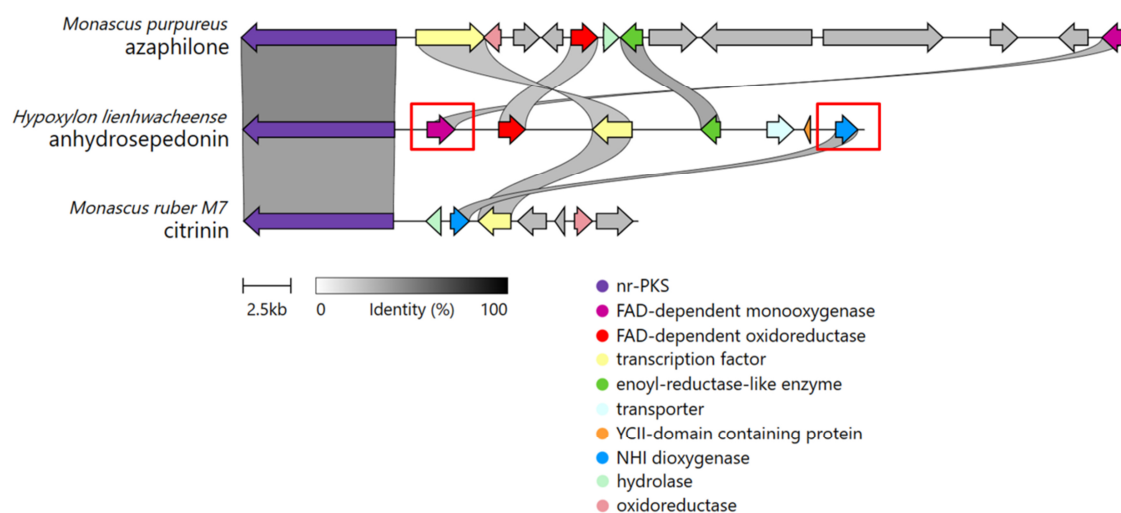 Monascus purpureus
azaphilone
Hypoxylon lienhwacheense
anhydrosepedonin
Monascus ruber M7
citrinin
2.5kb
0 Identity (%) 100
nr-PKS
FAD-dependent monooxygenase
FAD-dependent oxidoreductase
transcription factor
enoyl-reductase-like enzyme
transporter
YCII-domain containing protein
NHI dioxygenase
hydrolase
oxidoreductase